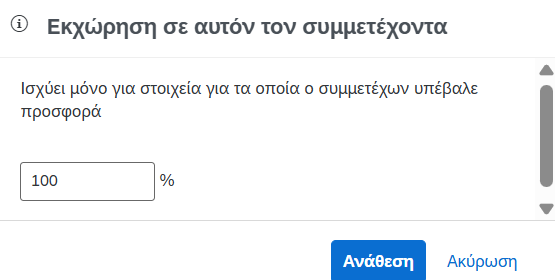 Εκχώρηση σε αυτόν τον συμμετέχοντα
Ισχύει μόνο για στοιχεία για τα οποία ο συμμετέχων υπέβαλε
προσφορά
100 %
Ανάθεση Ακύρωση